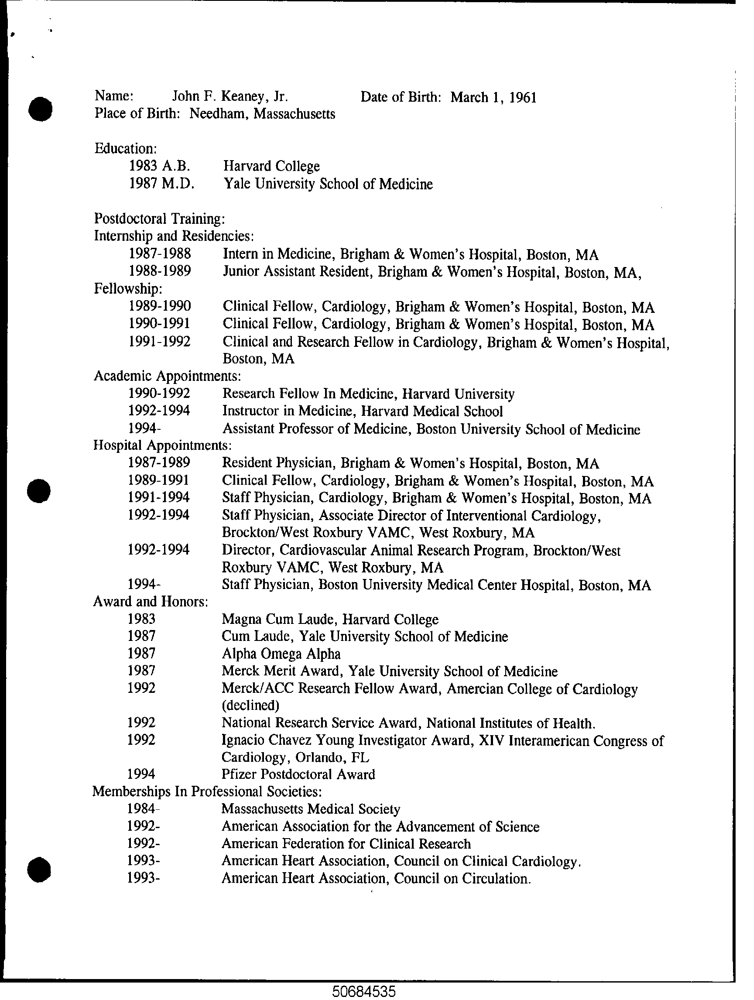 Name: John F. Keaney, Jr. Date of Birth: March 1, 1961
Place of Birth: Needham, Massachusetts
Education:
1983 A.B. Harvard College
1987 M.D. Yale University School of Medicine
Postdoctoral Training:
Internship and Residencies:
1987-1988 Intern in Medicine, Brigham & Women's Hospital, Boston, MA
1988-1989 Junior Assistant Resident, Brigham & Women's Hospital, Boston, MA,
Fellowship:
1989-1990 Clinical Fellow, Cardiology, Brigham & Women's Hospital, Boston, MA
1990-1991 Clinical Fellow, Cardiology, Brigham & Women's Hospital, Boston, MA
1991-1992 Clinical and Research Fellow in Cardiology, Brigham & Women's Hospital,
Boston, MA
Academic Appointments:
1990-1992 Research Fellow In Medicine, Harvard University
1992-1994 Instructor in Medicine, Harvard Medical School
1994- Assistant Professor of Medicine, Boston University School of Medicine
Hospital Appointments:
1987-1989 Resident Physician, Brigham & Women's Hospital, Boston, MA
1989-1991 Clinical Fellow, Cardiology, Brigham & Women's Hospital, Boston, MA
1991-1994 Staff Physician, Cardiology, Brigham & Women's Hospital, Boston, MA
1992-1994 Staff Physician, Associate Director of Interventional Cardiology,
Brockton/West Roxbury VAMC, West Roxbury, MA
1992-1994 Director, Cardiovascular Animal Research Program, Brockton/West
Roxbury VAMC, West Roxbury, MA
1994- Staff Physician, Boston University Medical Center Hospital, Boston, MA
Award and Honors:
1983 Magna Cum Laude, Harvard College
1987 Cum Laude, Yale University School of Medicine
1987 Alpha Omega Alpha
1987 Merck Merit Award, Yale University School of Medicine
1992 Merck/ACC Research Fellow Award, Amercian College of Cardiology
(declined)
1992 National Research Service Award, National Institutes of Health.
1992 Ignacio Chavez Young Investigator Award, XIV Interamerican Congress of
Cardiology, Orlando, FL
1994 Pfizer Postdoctoral Award
Memberships In Professional Societies:
1984- Massachusetts Medical Society
1992- American Association for the Advancement of Science
1992- American Federation for Clinical Research
1993- American Heart Association, Council on Clinical Cardiology.
1993- American Heart Association, Council on Circulation.
50684535